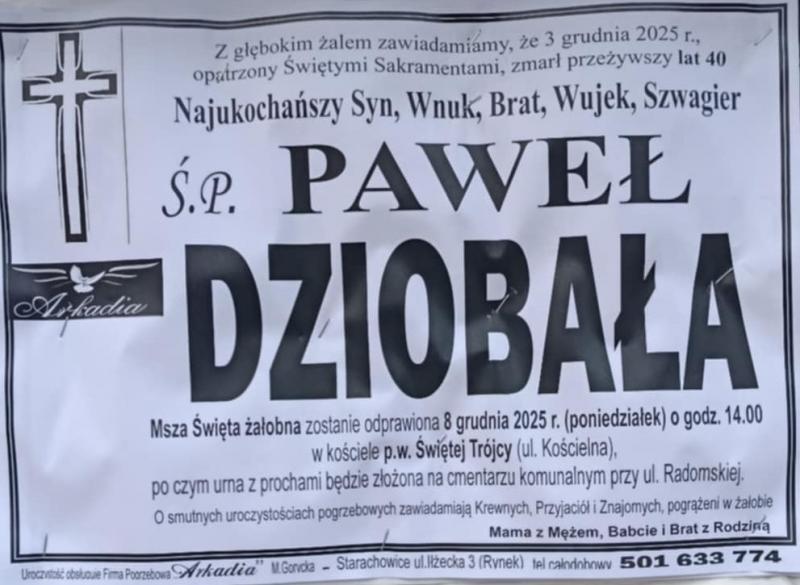 Z głębokim żalem zawiadamiamy, że 3 grudnia 2025 r.,
opatrzony Świętymi Sakramentami, zmarł przeżywszy lat 40
Najukochańszy Syn, Wnuk, Brat, Wujek, Szwagier
Ś.P. PAWEŁ
DZIOBAŁA
Arkadia
Msza Święta żałobna zostanie odprawiona 8 grudnia 2025 r. (poniedziałek) o godz. 14.00
w kościele p.w. Świętej Trójcy (ul. Kościelna),
po czym urna z prochami będzie złożona na cmentarzu komunalnym przy ul. Radomskiej.
O smutnych uroczystościach pogrzebowych zawiadamiają Krewnych, Przyjaciół i Znajomych, pogrążeni w żałobie
Mama z Mężem, Babcie i Brat z Rodziną
Uroczystość obsługuje Firma Pogrzebowa "Arkadia" M.Gorycka – Starachowice ul.Iłżecka 3 (Rynek) tel.całodobowy 501 633 774